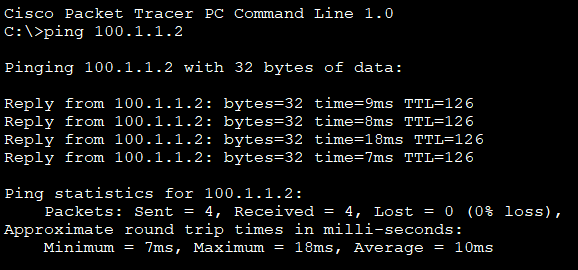 Cisco Packet Tracer PC Command Line 1.0
C:\>ping 100.1.1.2
Pinging 100.1.1.2 with 32 bytes of data:
Reply from 100.1.1.2: bytes=32 time=9ms TTL=126
Reply from 100.1.1.2: bytes=32 time=8ms TTL=126
Reply from 100.1.1.2: bytes=32 time=18ms TTL=126
Reply from 100.1.1.2: bytes=32 time=7ms TTL=126
Ping statistics for 100.1.1.2:
    Packets: Sent = 4, Received = 4, Lost = 0 (0% loss),
Approximate round trip times in milli-seconds:
    Minimum = 7ms, Maximum = 18ms, Average = 10ms